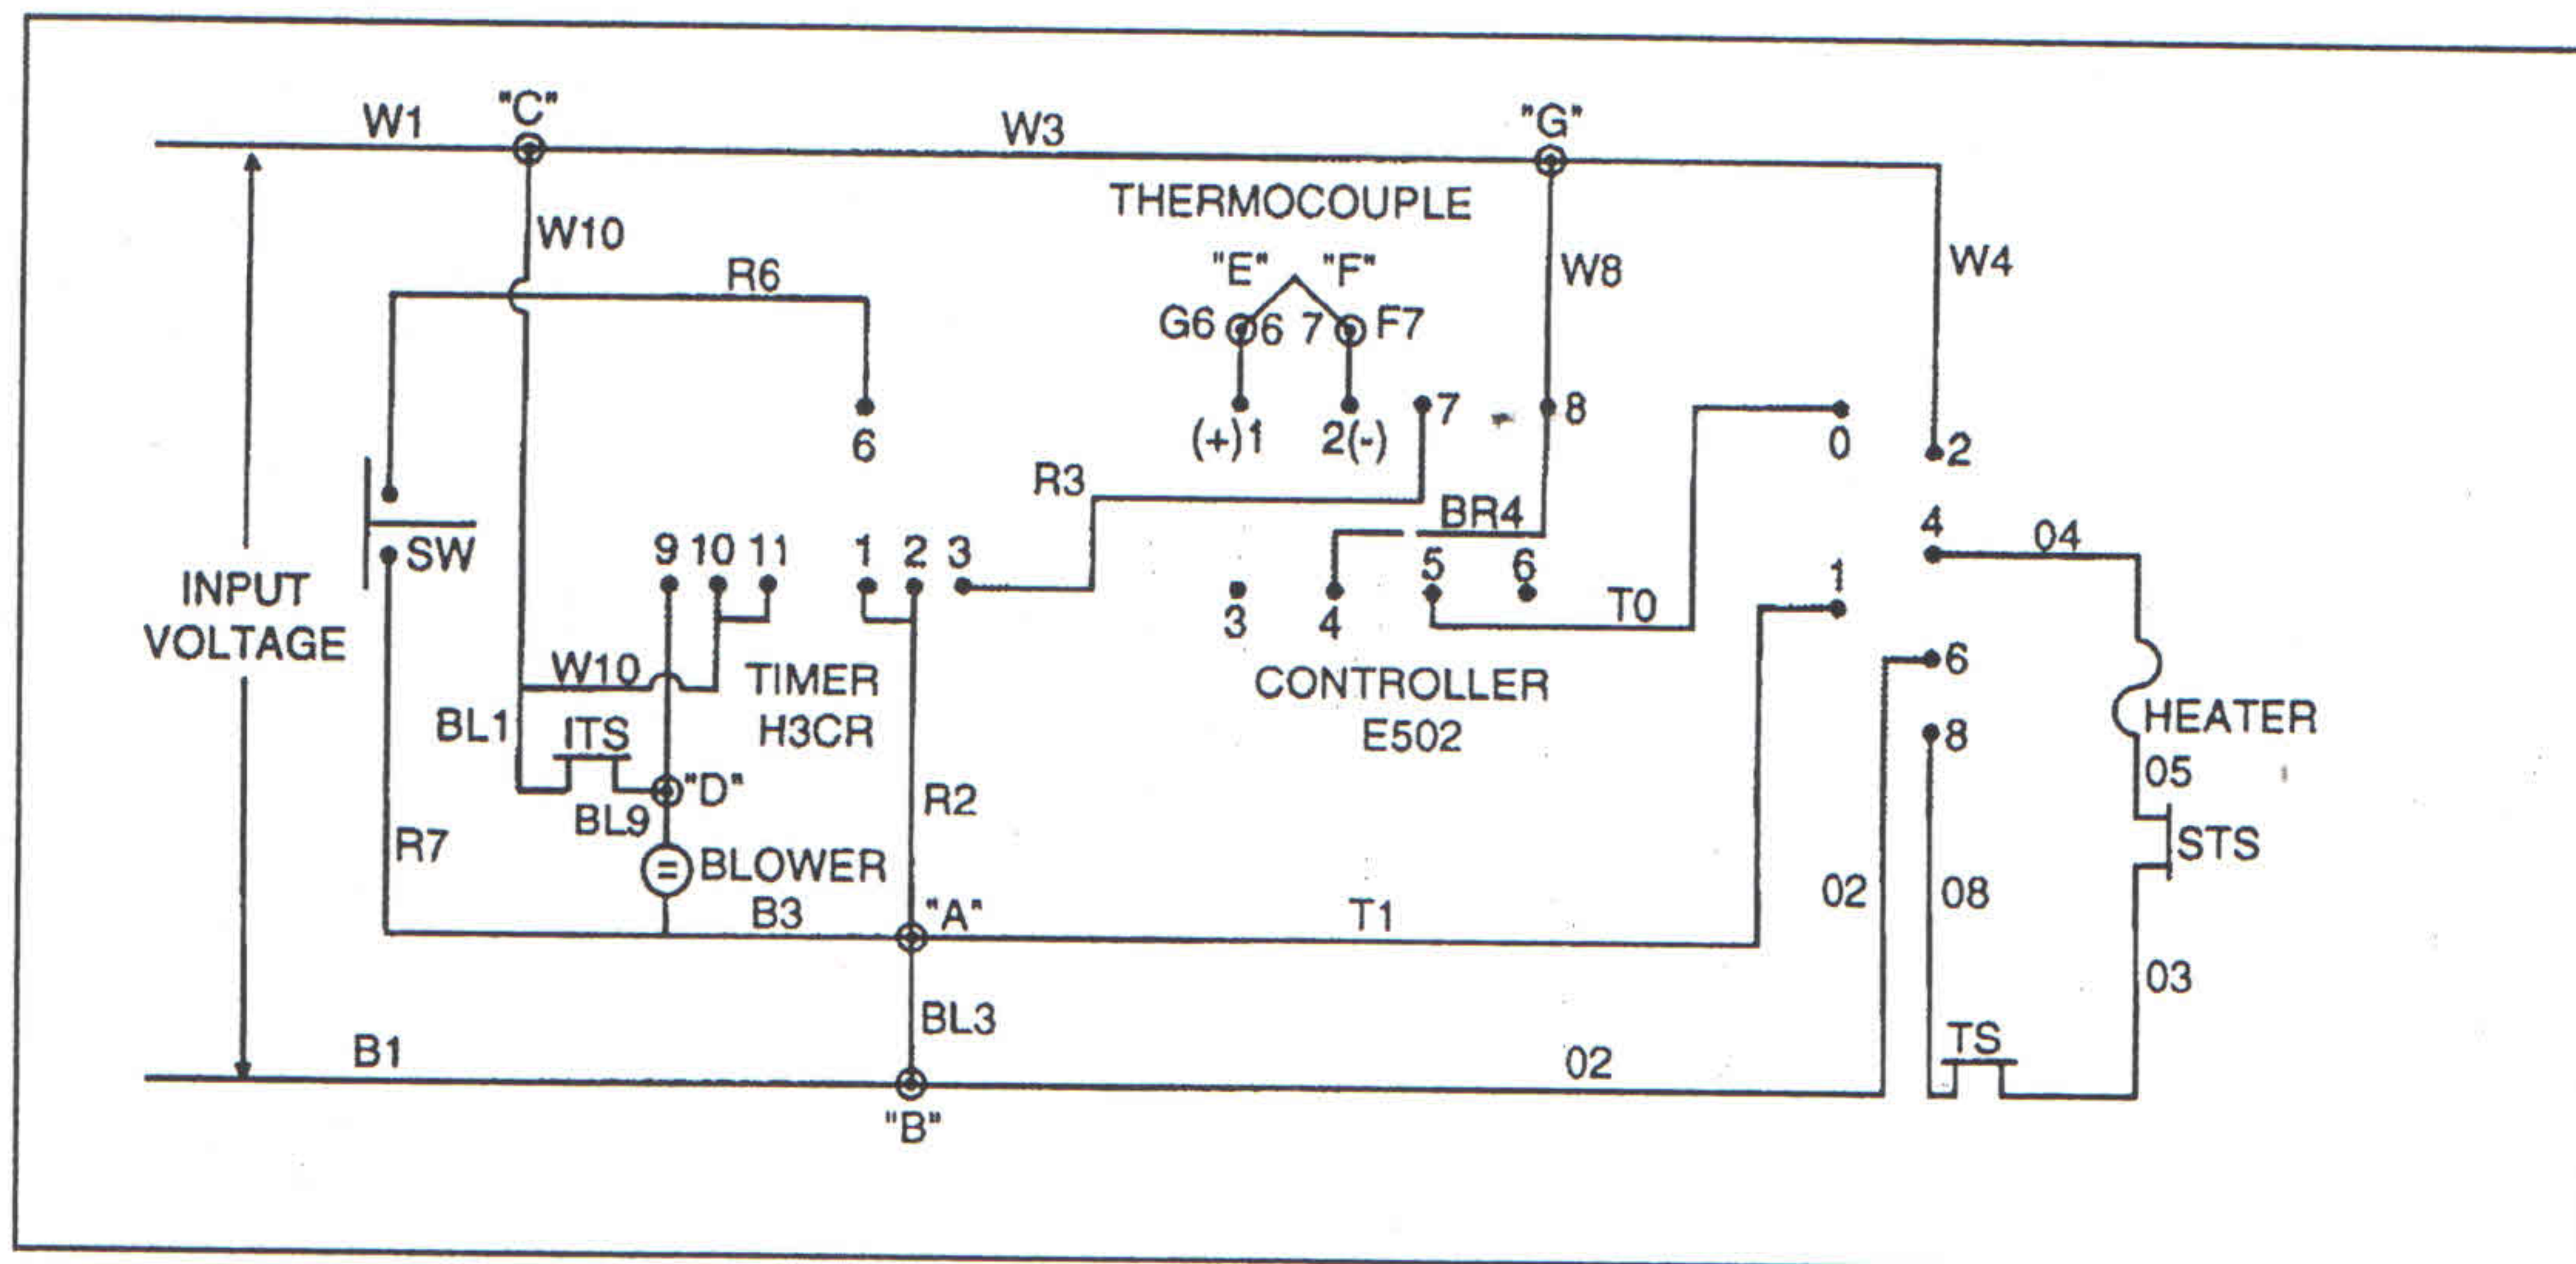 W1
"C"
W3
"G"
W10
THERMOCOUPLE
W8
W4
R6
"E" "F"
G6 6 7 F7
6
(+)1 2(-)
7
8
0
2
R3
BR4
4
04
SW
9 10 11
1 2 3
5 6
3 4
T0
1
INPUT
VOLTAGE
W10
TIMER
H3CR
CONTROLLER
E502
6
8
HEATER
BL1
ITS
"D"
BL9
R2
05
STS
R7
BLOWER
=
B3
"A"
T1
02
08
03
BL3
TS
B1
02
"B"